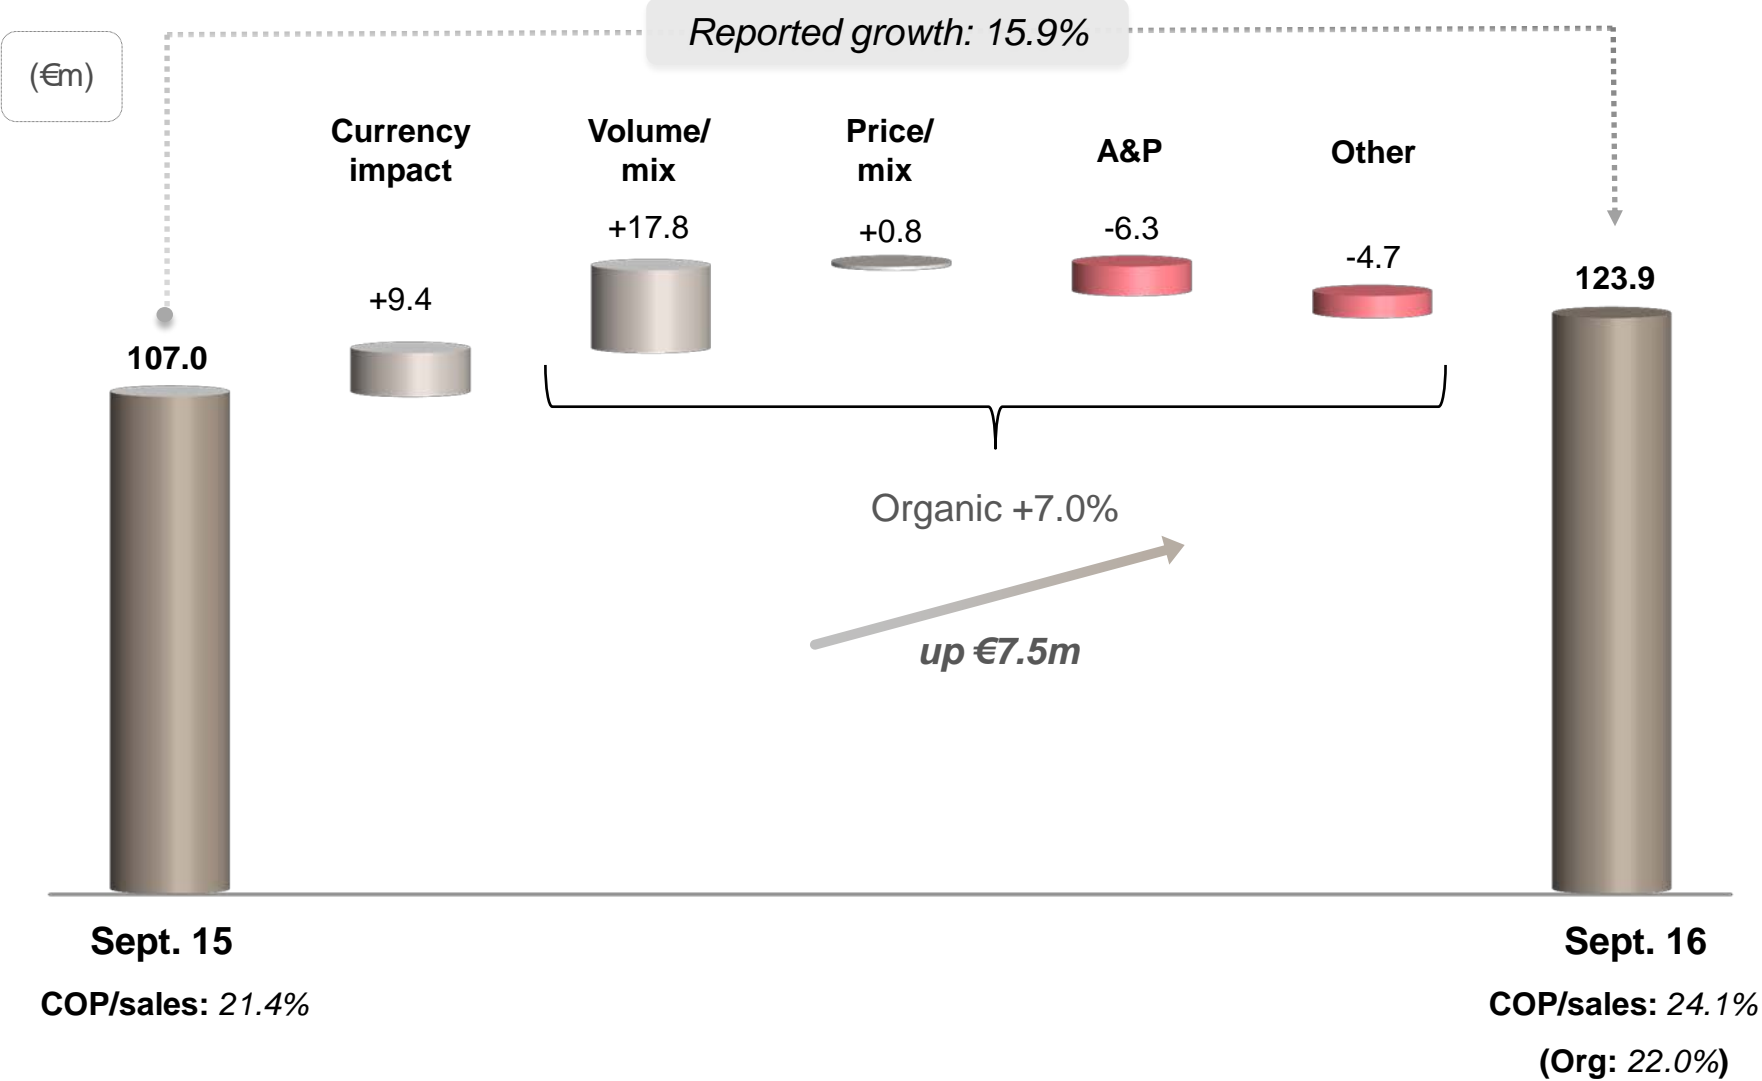 Reported growth: 15.9%
(€m)
Currency
impact
Volume/
mix
Price/
mix
A&P
Other
+9.4
+17.8
+0.8
-6.3
-4.7
107.0
123.9
Organic +7.0%
up €7.5m
Sept. 15
Sept. 16
COP/sales: 21.4%
COP/sales: 24.1%
(Org: 22.0%)